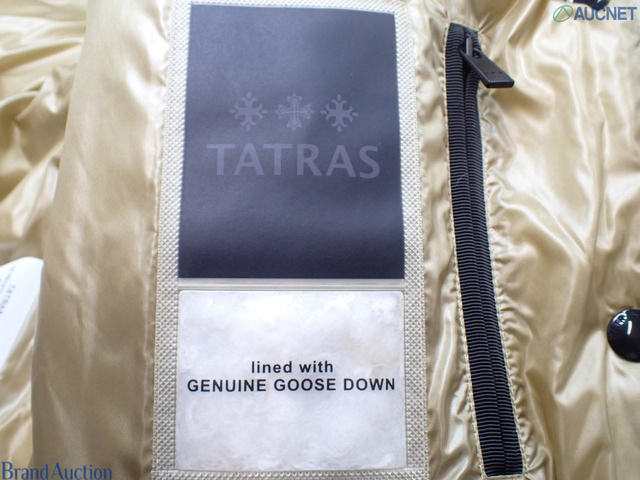 AUCNET
TATRAS
lined with
GENUINE GOOSE DOWN
Brand Auction